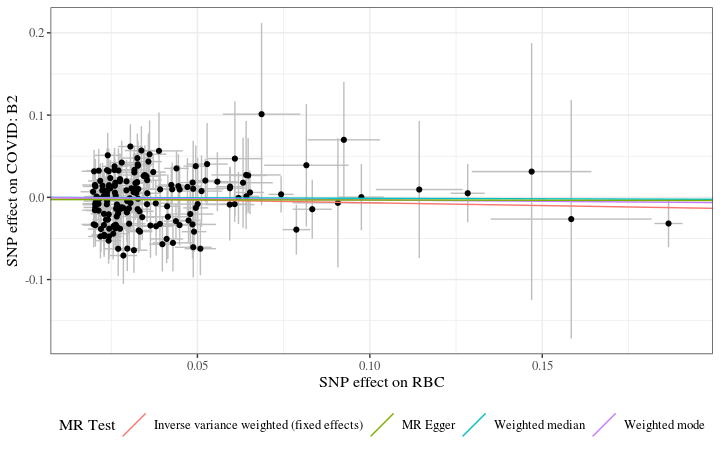 0.2
0.1
0.0
-0.1
SNP effect on COVID: B2
0.05
0.10
0.15
SNP effect on RBC
MR Test
Inverse variance weighted (fixed effects)
MR Egger
Weighted median
Weighted mode